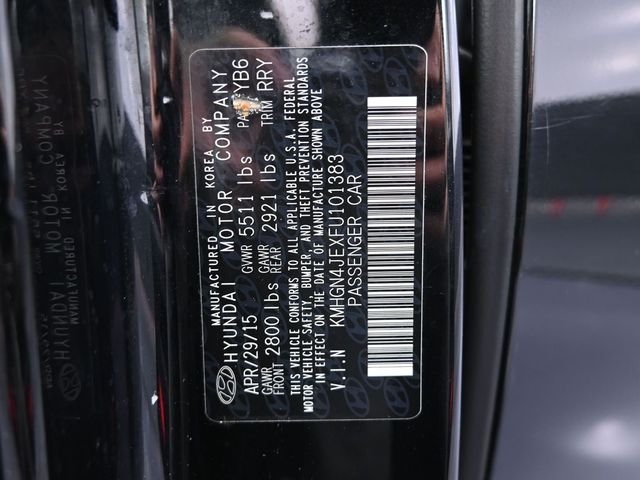 MANUFACTURED IN KOREA BY
HYUNDAI MOTOR COMPANY
APR/29/15 GVWR 5511 lbs YB6
GAWR FRONT 2800 lbs GAWR REAR 2921 lbs TRIM RRY
THIS VEHICLE CONFORMS TO ALL APPLICABLE U.S.A. FEDERAL
MOTOR VEHICLE SAFETY, BUMPER, AND THEFT PREVENTION STANDARDS
IN EFFECT ON THE DATE OF MANUFACTURE SHOWN ABOVE
V.I.N KMHGN4JEXFU101383
PASSENGER CAR